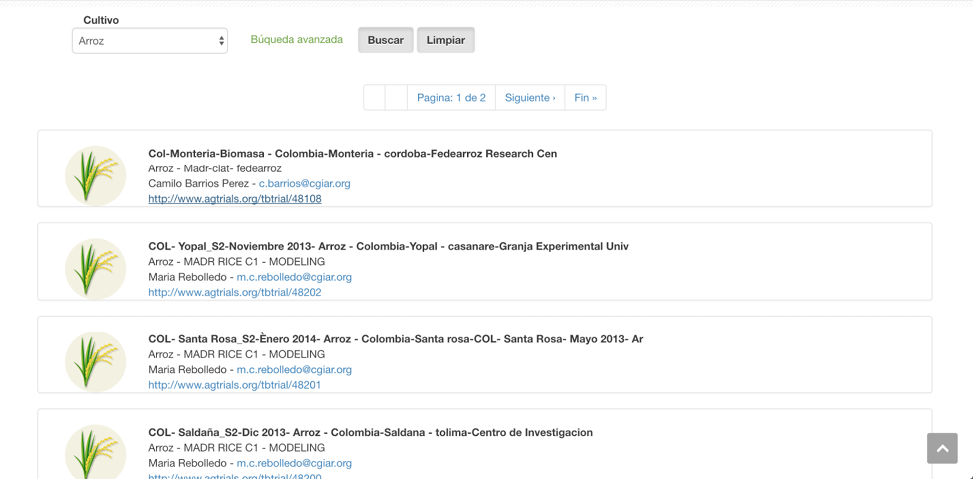 Cultivo
Arroz
Búqueda avanzada
Buscar
Limpiar
Pagina: 1 de 2
Siguiente ›
Fin »
Col-Monteria-Biomasa - Colombia-Monteria - cordoba-Fedearroz Research Cen
Arroz - Madr-ciat- fedearroz
Camilo Barrios Perez - c.barrios@cgiar.org
http://www.agtrials.org/tbtrial/48108
COL- Yopal_S2-Noviembre 2013- Arroz - Colombia-Yopal - casanare-Granja Experimental Univ
Arroz - MADR RICE C1 - MODELING
Maria Rebolledo - m.c.rebolledo@cgiar.org
http://www.agtrials.org/tbtrial/48202
COL- Santa Rosa_S2-Ènero 2014- Arroz - Colombia-Santa rosa-COL- Santa Rosa- Mayo 2013- Ar
Arroz - MADR RICE C1 - MODELING
Maria Rebolledo - m.c.rebolledo@cgiar.org
http://www.agtrials.org/tbtrial/48201
COL- Saldaña_S2-Dic 2013- Arroz - Colombia-Saldana - tolima-Centro de Investigacion
Arroz - MADR RICE C1 - MODELING
Maria Rebolledo - m.c.rebolledo@cgiar.org
http://www.agtrials.org/tbtrial/48200